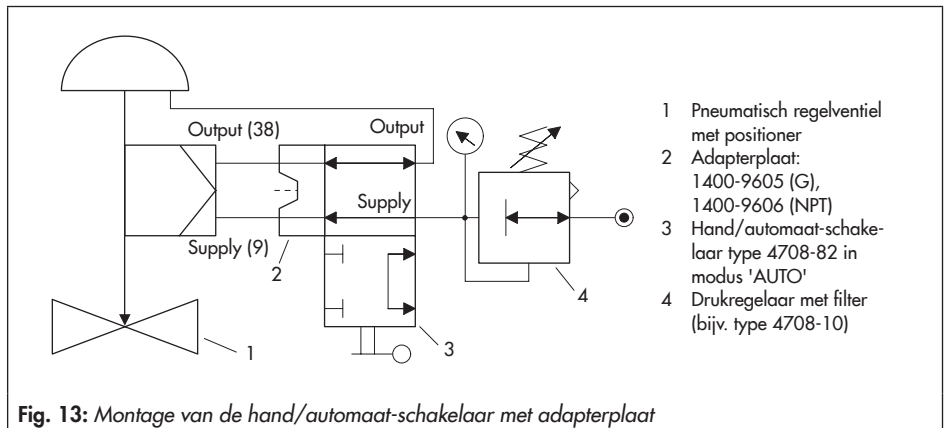 Output (38)
Output
Supply
Supply (9)
2
4
3
1
1 Pneumatisch regelventiel
met positioner
2 Adapterplaat:
1400-9605 (G),
1400-9606 (NPT)
3 Hand/automaat-schake-
laar type 4708-82 in
modus 'AUTO'
4 Drukregelaar met filter
(bijv. type 4708-10)
Fig. 13: Montage van de hand/automaat-schakelaar met adapterplaat